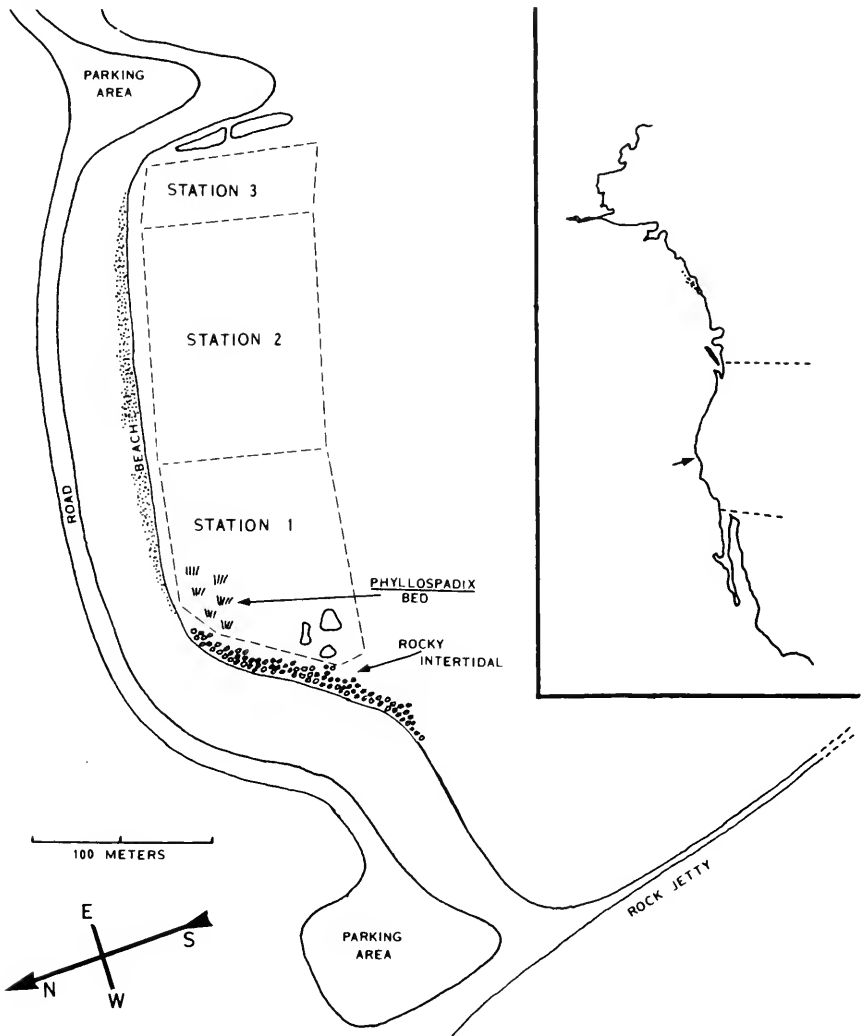 PARKING
AREA
STATION 3
STATION 2
BEACH
ROAD
STATION 1
PHYLLOSPADIX
BED
ROCKY
INTERTIDAL
100 METERS
ROCK JETTY
E
S
N
W
PARKING
AREA